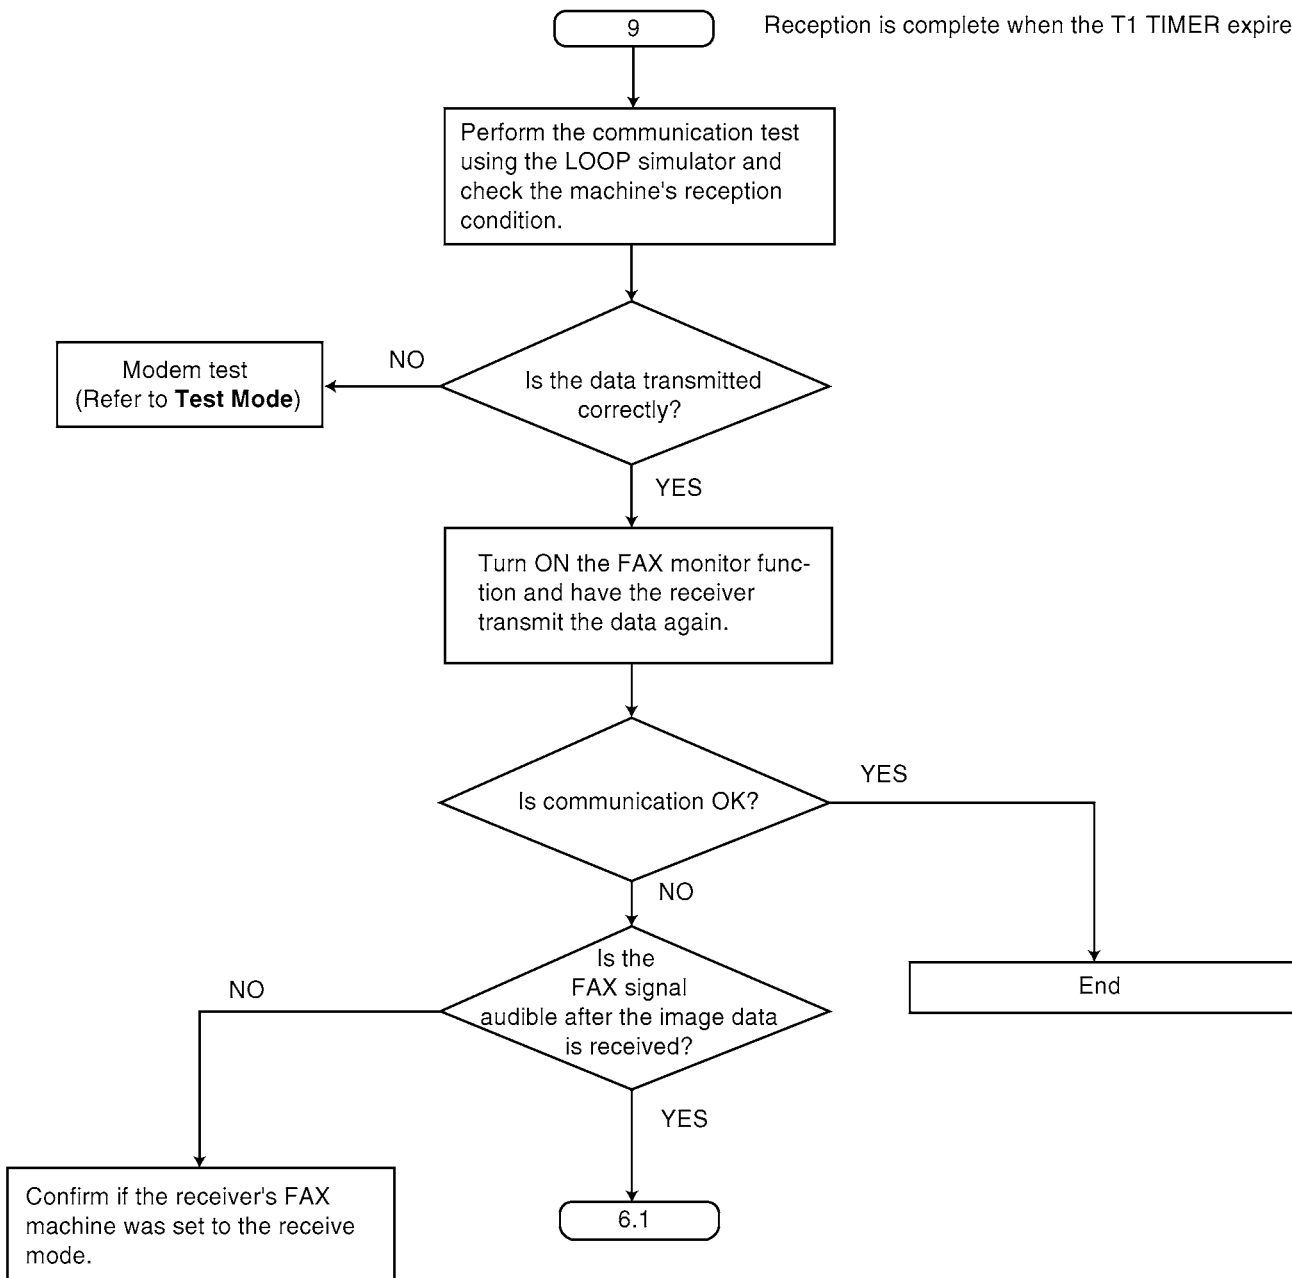 9
Reception is complete when the T1 TIMER expire
Perform the communication test
using the LOOP simulator and
check the machine's reception
condition.
NO
Modem test
(Refer to Test Mode)
Is the data transmitted
correctly?
YES
Turn ON the FAX monitor func-
tion and have the receiver
transmit the data again.
YES
Is communication OK?
NO
Is the
FAX signal
audible after the image data
is received?
NO
End
YES
Confirm if the receiver's FAX
machine was set to the receive
mode.
6.1